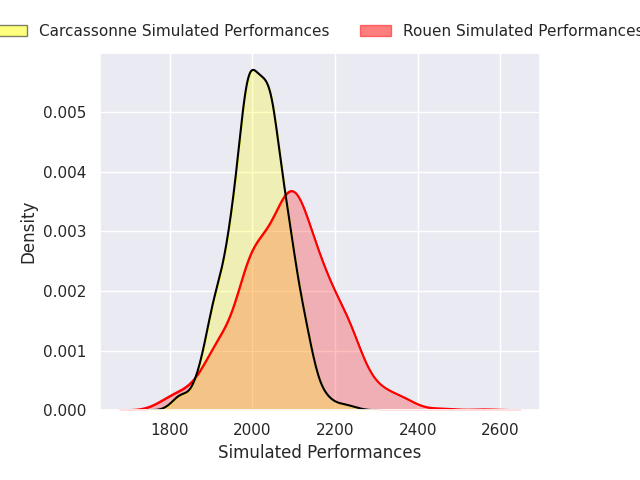 Carcassonne Simulated Performances
Rouen Simulated Performances
0.005
0.004
0.003
0.002
0.001
0.000
Density
1800
2000
2200
2400
2600
Simulated Performances